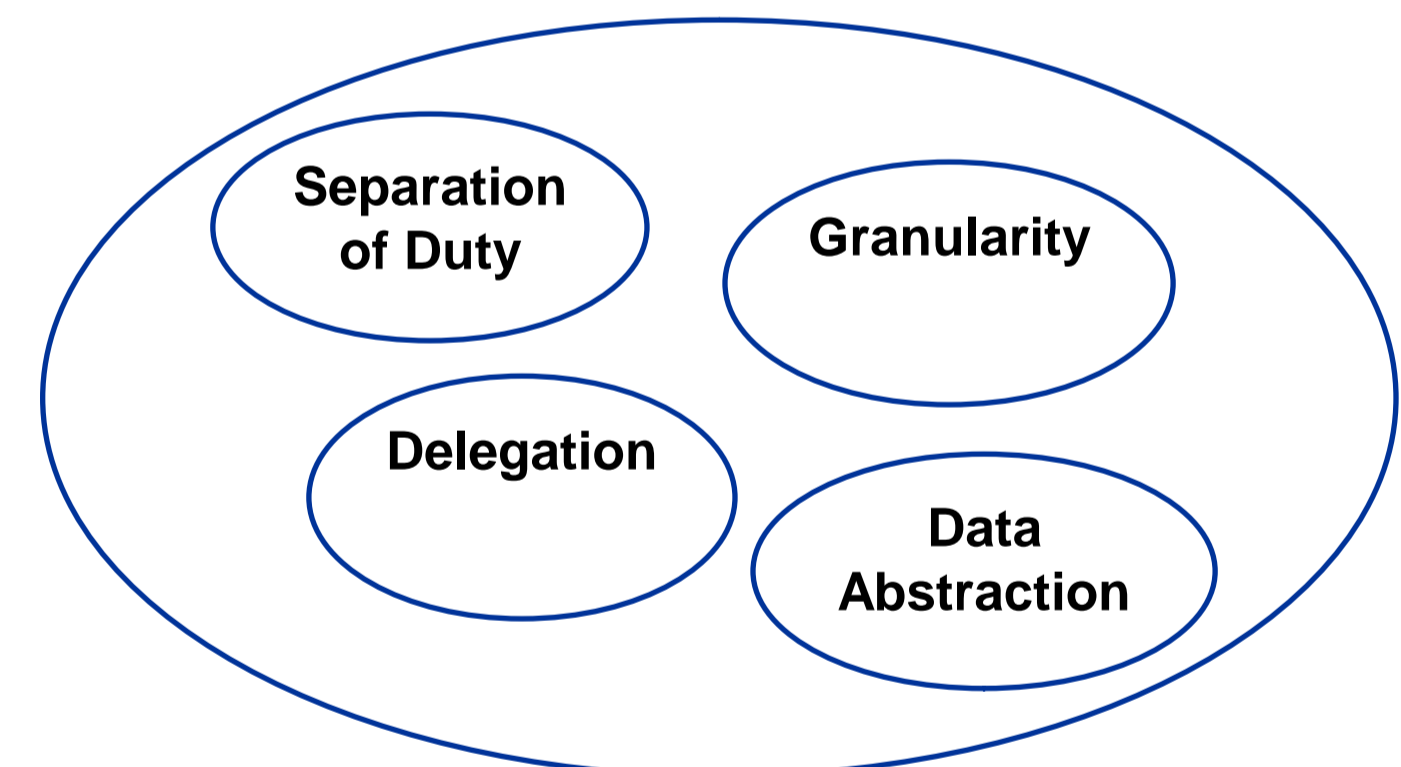 Separation
of Duty
Granularity
Delegation
Data
Abstraction